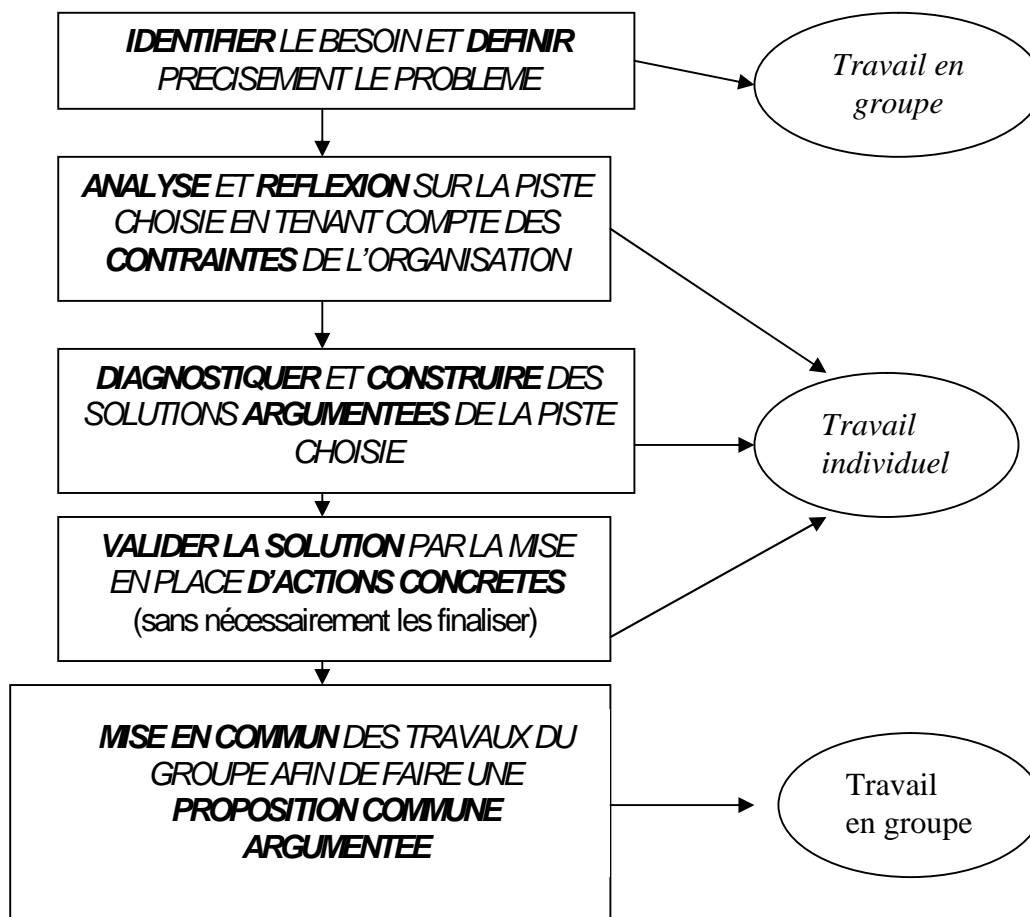 IDENTIFIER LE BESOIN ET DEFINIR
PRECISEMENT LE PROBLEME
Travail en
groupe
ANALYSE ET REFLEXION SUR LA PISTE
CHOISIE EN TENANT COMPTE DES
CONTRAINTES DE L'ORGANISATION
DIAGNOSTIQUER ET CONSTRUIRE DES
SOLUTIONS ARGUMENTEES DE LA PISTE
CHOISIE
Travail
individuel
VALIDER LA SOLUTION PAR LA MISE
EN PLACE D'ACTIONS CONCRETES
(sans nécessairement les finaliser)
MISE EN COMMUN DES TRAVAUX DU
GROUPE AFIN DE FAIRE UNE
PROPOSITION COMMUNE
ARGUMENTEE
Travail
en groupe